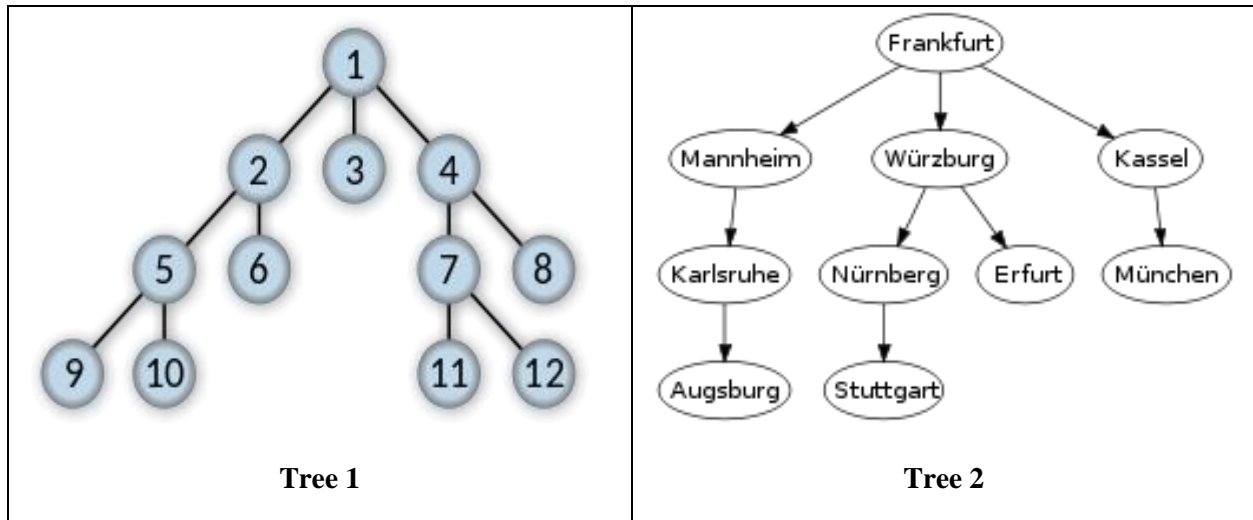 1
2 3 4
5 6 7 8
9 10 11 12
Tree 1
Frankfurt
Mannheim Würzburg Kassel
Karlsruhe Nürnberg Erfurt München
Augsburg Stuttgart
Tree 2